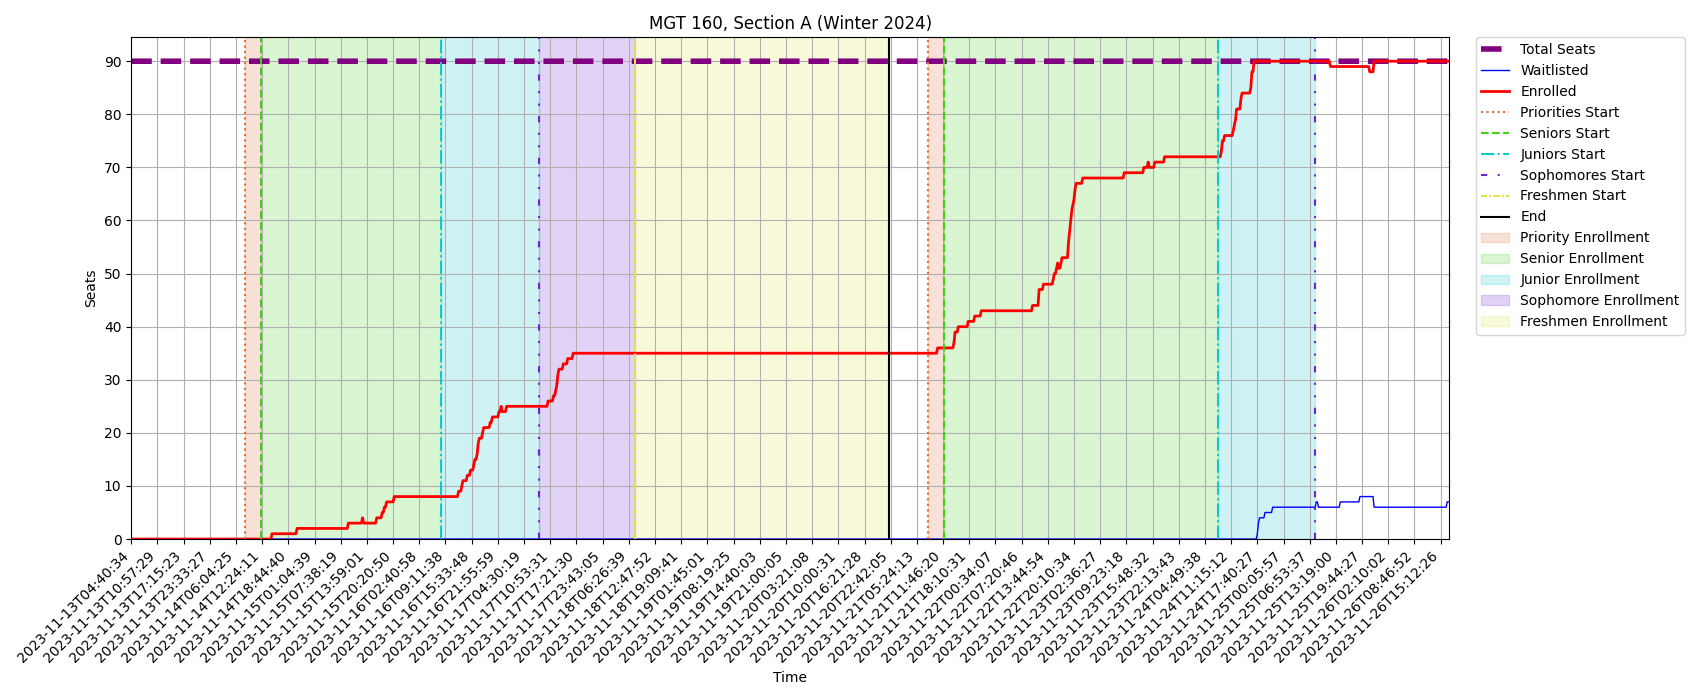 MGT 160, Section A (Winter 2024)
Seats
90
80
70
60
50
40
30
20
10
0
2023-11-13T04:40:34
2023-11-13T10:57:29
2023-11-13T17:15:23
2023-11-13T23:33:27
2023-11-14T06:04:25
2023-11-14T12:24:11
2023-11-14T18:44:40
2023-11-15T01:04:39
2023-11-15T07:38:19
2023-11-15T13:59:01
2023-11-15T20:20:50
2023-11-16T02:40:58
2023-11-16T09:11:38
2023-11-16T15:33:48
2023-11-16T21:55:59
2023-11-17T04:30:19
2023-11-17T10:53:31
2023-11-17T17:21:30
2023-11-17T23:43:05
2023-11-18T06:26:39
2023-11-18T12:47:52
2023-11-18T19:09:41
2023-11-19T01:45:01
2023-11-19T08:19:25
2023-11-19T14:40:03
2023-11-19T21:00:05
2023-11-20T03:21:08
2023-11-20T10:00:31
2023-11-20T16:21:28
2023-11-20T22:42:05
2023-11-21T05:24:13
2023-11-21T11:46:20
2023-11-21T18:10:31
2023-11-22T00:34:07
2023-11-22T07:20:46
2023-11-22T13:44:54
2023-11-22T20:10:34
2023-11-23T02:36:27
2023-11-23T09:23:18
2023-11-23T15:48:32
2023-11-23T22:13:43
2023-11-24T04:49:38
2023-11-24T11:15:12
2023-11-24T17:40:27
2023-11-25T00:05:57
2023-11-25T06:53:37
2023-11-25T13:19:00
2023-11-25T19:44:27
2023-11-26T02:10:02
2023-11-26T08:46:52
2023-11-26T15:12:26
Time
Total Seats
Waitlisted
Enrolled
Priorities Start
Seniors Start
Juniors Start
Sophomores Start
Freshmen Start
End
Priority Enrollment
Senior Enrollment
Junior Enrollment
Sophomore Enrollment
Freshmen Enrollment